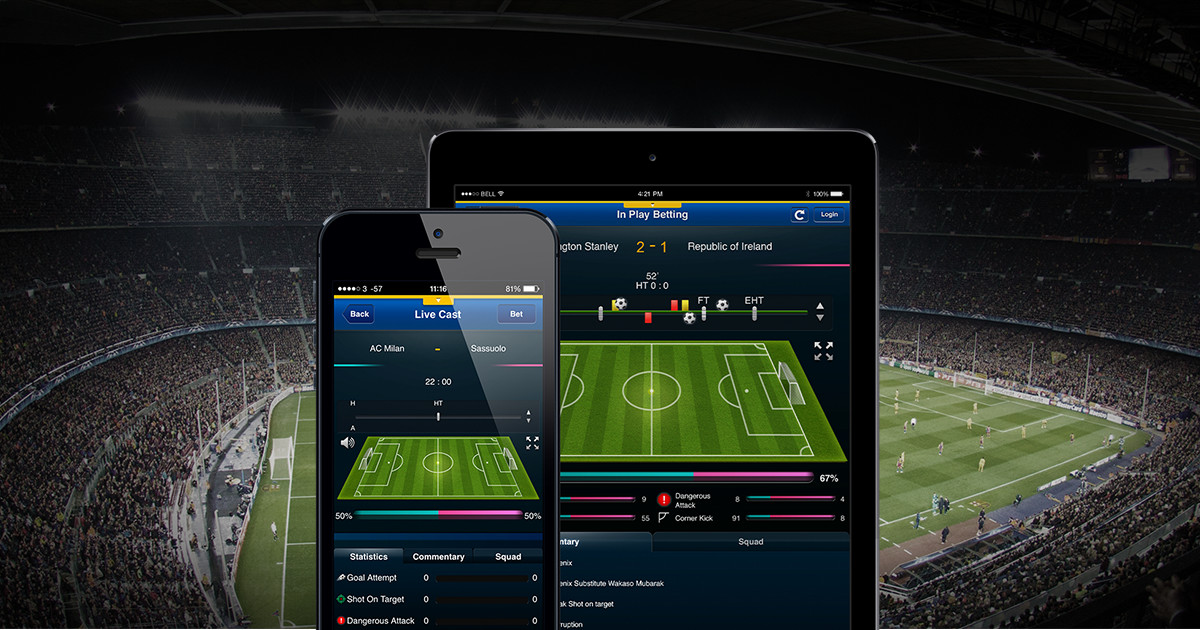 BELL 4:21 PM 100%
In Play Betting Login
ngton Stanley 2 - 1 Republic of Ireland
52'
HT 0 : 0
FT EHT
67%
9 Dangerous Attack 8 4
55 Corner Kick 91 8
ntary Squad
enix
enix Substitute Wakaso Mubarak
ak Shot on target
rruption
3 -57 11:16 81%
Back Live Cast Bet
AC Milan - Sassuolo
22 : 00
H HT
A
50% 50%
Statistics Commentary Squad
Goal Attempt 0 0
Shot On Target 0 0
Dangerous Attack 0 0